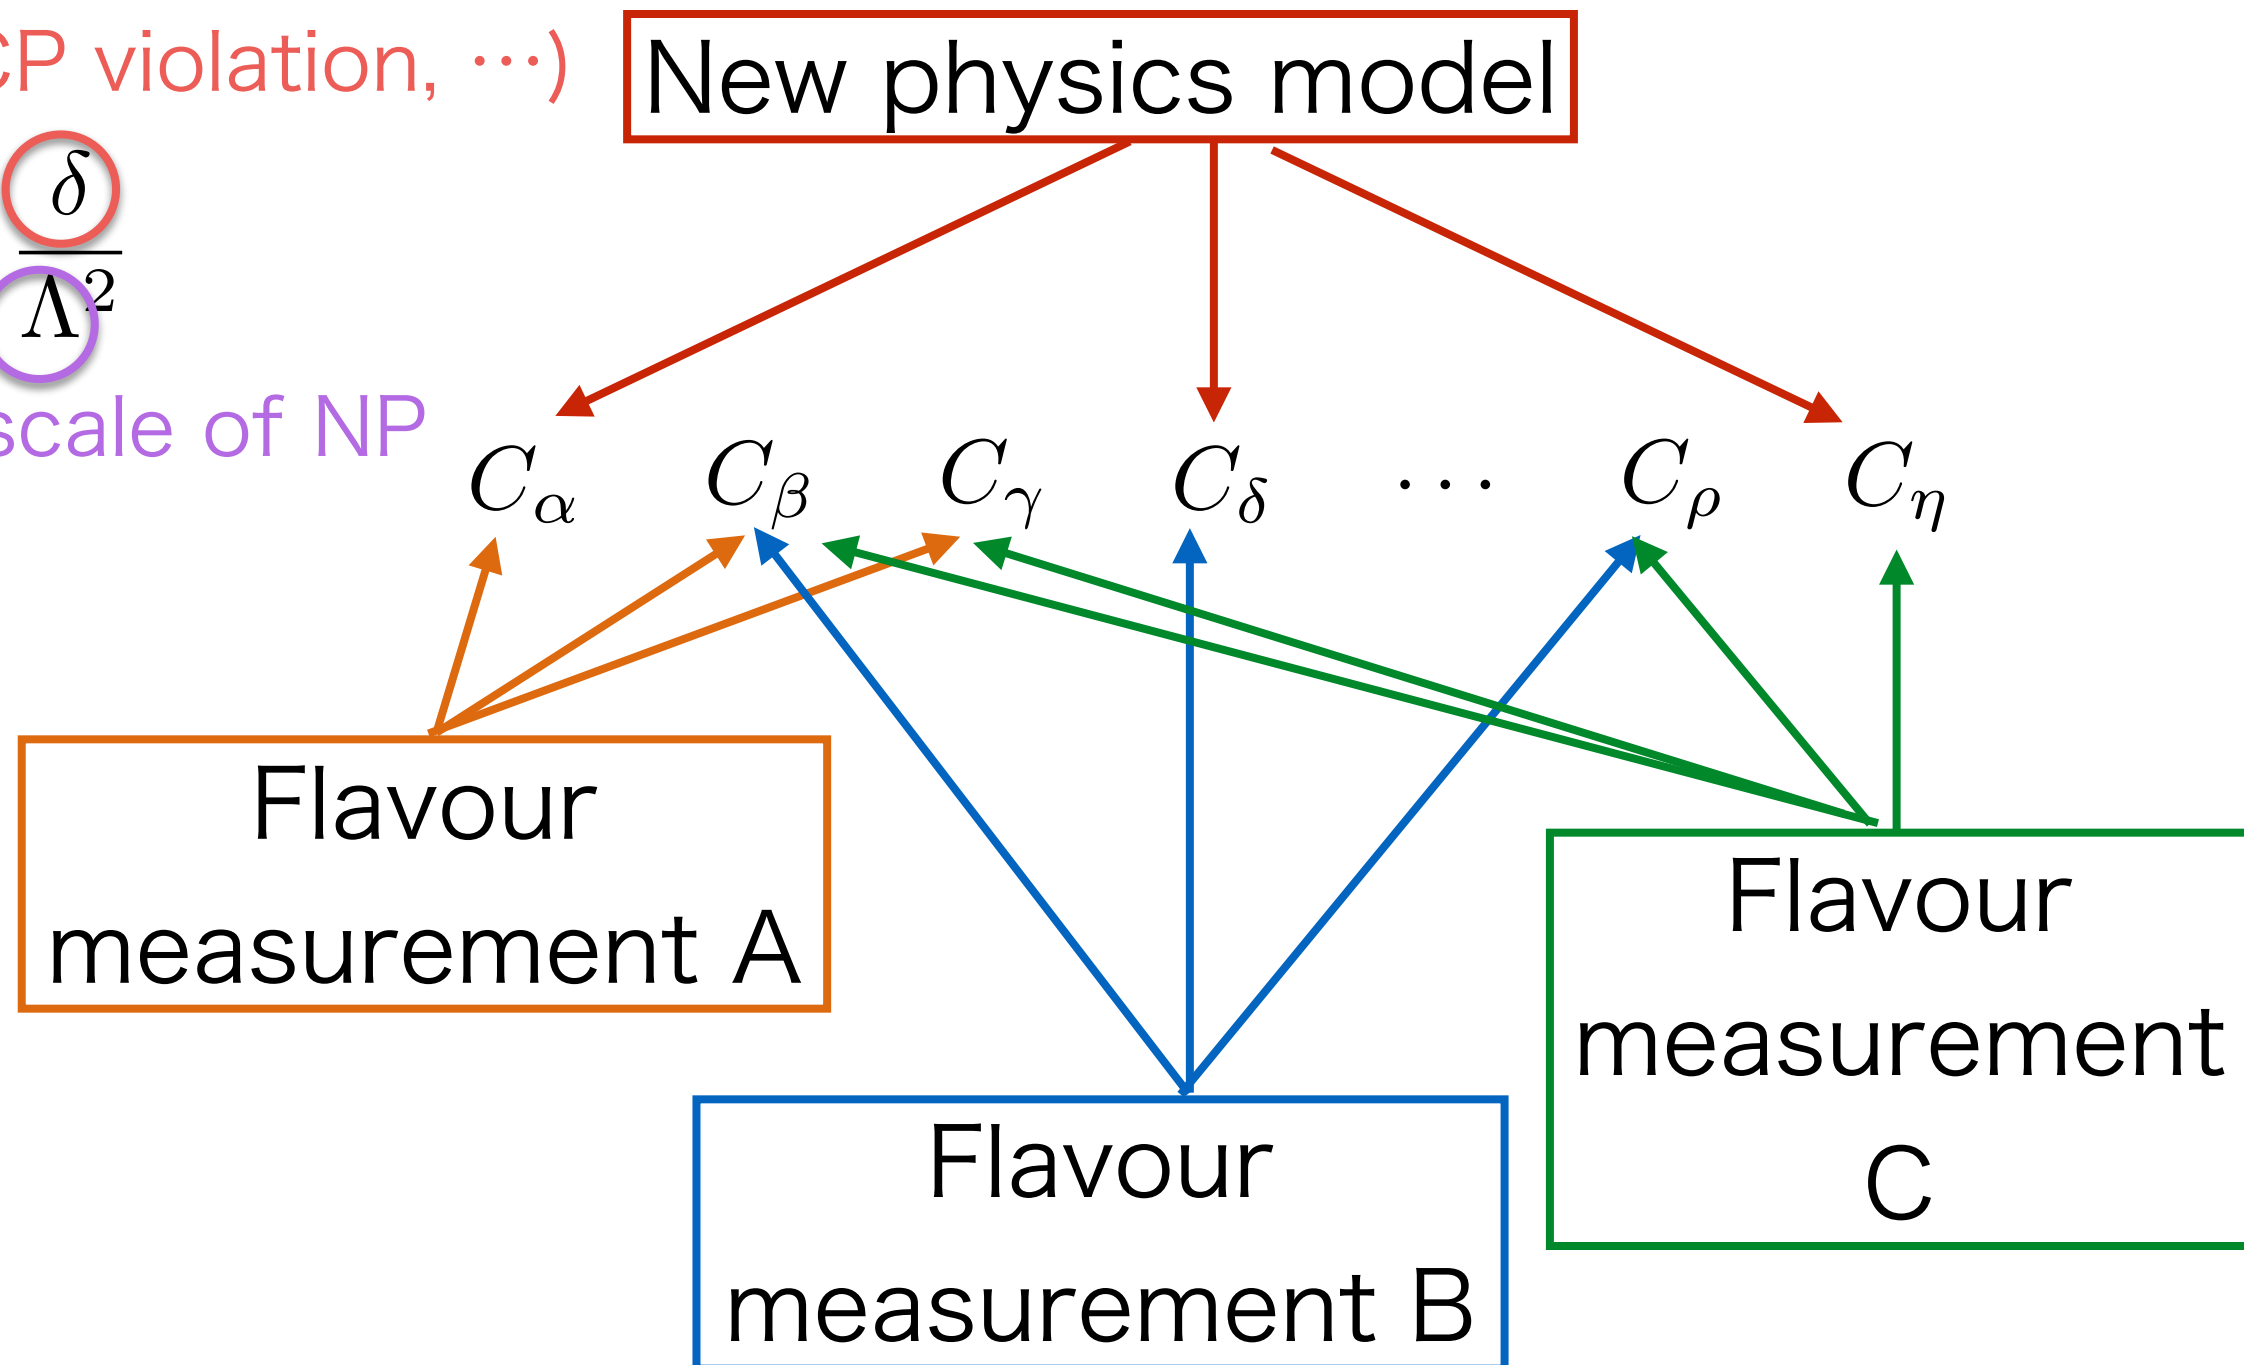 CP violation, ⋯)
New physics model
δ
Λ²
scale of NP
C_α C_β C_γ C_δ ⋯ C_ρ C_η
Flavour
measurement A
Flavour
measurement
C
Flavour
measurement B